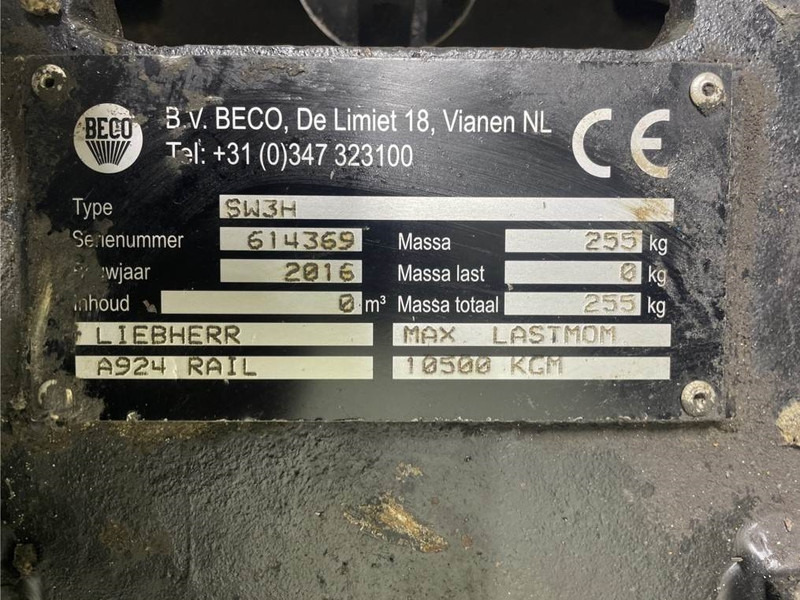 BECO
B.V. BECO, De Limiet 18, Vianen NL
Tel: +31 (0)347 323100
CE
Type SW3H
Serienummer 614369 Massa 255 kg
Bouwjaar 2016 Massa last 0 kg
Inhoud 0 m³ Massa totaal 255 kg
LIEBHERR MAX LASTMOM
A924 RAIL 10500 KGM